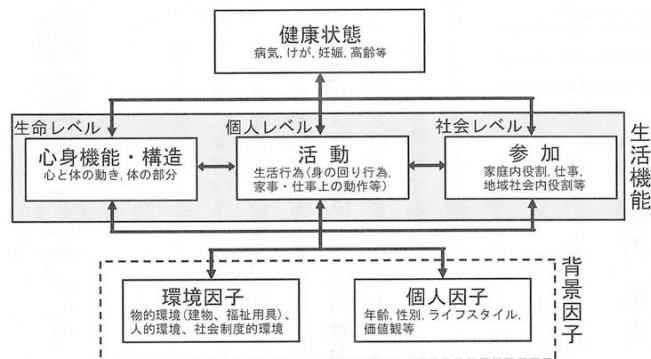 健康状態
病気, けが, 妊娠, 高齢等
生命レベル
個人レベル
社会レベル
心身機能・構造
心と体の動き, 体の部分
活 動
生活行為(身の回り行為,
家事・仕事上の動作等)
参 加
家庭内役割, 仕事,
地域社会内役割等
生活機能
環境因子
物的環境(建物、福祉用具)、
人的環境、社会制度的環境
個人因子
年齢, 性別, ライフスタイル,
価値観等
背景因子